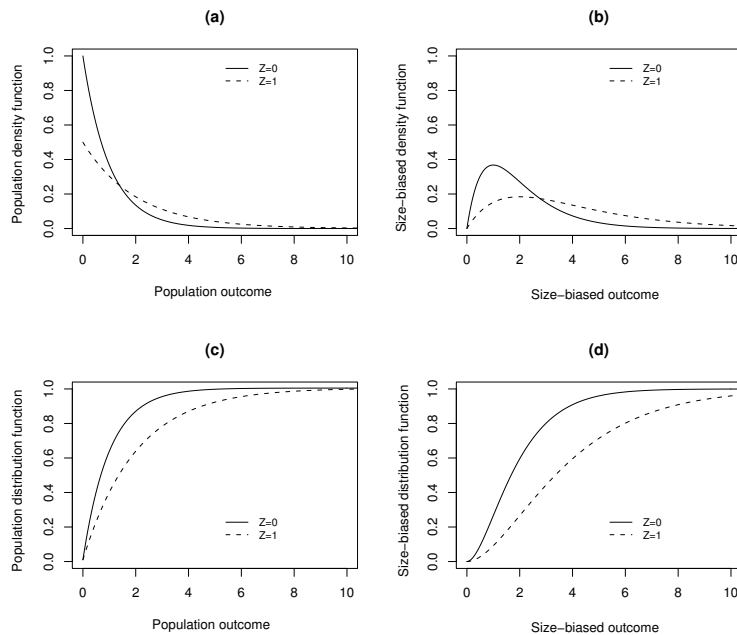 (a)
Population density function
0.0 0.2 0.4 0.6 0.8 1.0
Z=0
Z=1
0 2 4 6 8 10
Population outcome
(b)
Size−biased density function
0.0 0.2 0.4 0.6 0.8 1.0
Z=0
Z=1
0 2 4 6 8 10
Size−biased outcome
(c)
Population distribution function
0.0 0.2 0.4 0.6 0.8 1.0
Z=0
Z=1
0 2 4 6 8 10
Population outcome
(d)
Size−biased distribution function
0.0 0.2 0.4 0.6 0.8 1.0
Z=0
Z=1
0 2 4 6 8 10
Size−biased outcome